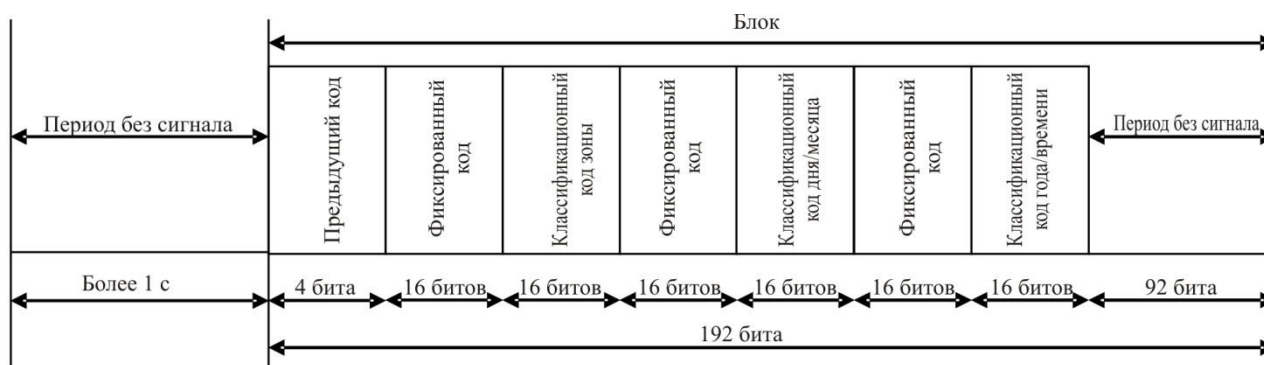 Блок
Период без сигнала
Предыдущий код
Фиксированный
код
Классификационный
код зоны
Фиксированный
код
Классификационный
код дня/месяца
Фиксированный
код
Классификационный
код года/времени
Период без сигнала
Более 1 с
4 бита
16 битов
16 битов
16 битов
16 битов
16 битов
16 битов
92 бита
192 бита